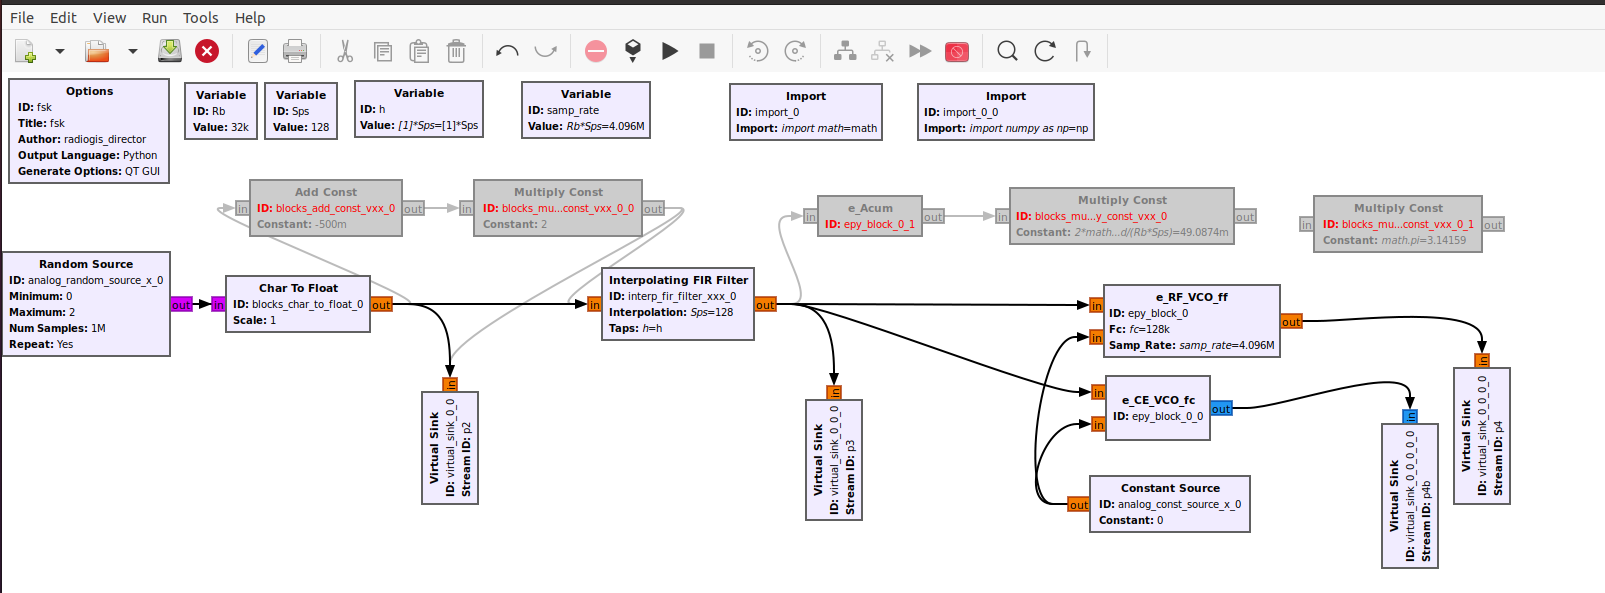 File Edit View Run Tools Help
Options
ID: fsk
Title: fsk
Author: radiogis_director
Output Language: Python
Generate Options: QT GUI
Variable
ID: Rb
Value: 32k
Variable
ID: Sps
Value: 128
Variable
ID: h
Value: [1]*Sps=[1]*Sps
Variable
ID: samp_rate
Value: Rb*Sps=4.096M
Import
ID: import_0
Import: import math=math
Import
ID: import_0_0
Import: import numpy as np=np
Add Const
in
ID: blocks_add_const_vxx_0
out
Constant: -500m
Multiply Const
in
ID: blocks_mu...const_vxx_0_0
out
Constant: 2
e_Acum
in
ID: epy_block_0_1
out
Multiply Const
in
ID: blocks_mu...y_const_vxx_0
out
Constant: 2*math...d/(Rb*Sps)=49.0874m
Multiply Const
in
ID: blocks_mu...const_vxx_0_1
out
Constant: math.pi=3.14159
Random Source
ID: analog_random_source_x_0
Minimum: 0
Maximum: 2
Num Samples: 1M
Repeat: Yes
out
Char To Float
in
ID: blocks_char_to_float_0
out
Scale: 1
Interpolating FIR Filter
ID: interp_fir_filter_xxx_0
in
Interpolation: Sps=128
out
Taps: h=h
e_RF_VCO_ff
in
ID: epy_block_0
out
Fc: fc=128k
in
Samp_Rate: samp_rate=4.096M
in
e_CE_VCO_fc
out
ID: epy_block_0_0
in
Constant Source
out
ID: analog_const_source_x_0
Constant: 0
in
Virtual Sink
ID: virtual_sink_0_0
Stream ID: p2
in
Virtual Sink
ID: virtual_sink_0_0_0
Stream ID: p3
in
Virtual Sink
ID: virtual_sink_0_0_0_0_0
Stream ID: p4b
in
Virtual Sink
ID: virtual_sink_0_0_0_0
Stream ID: p4